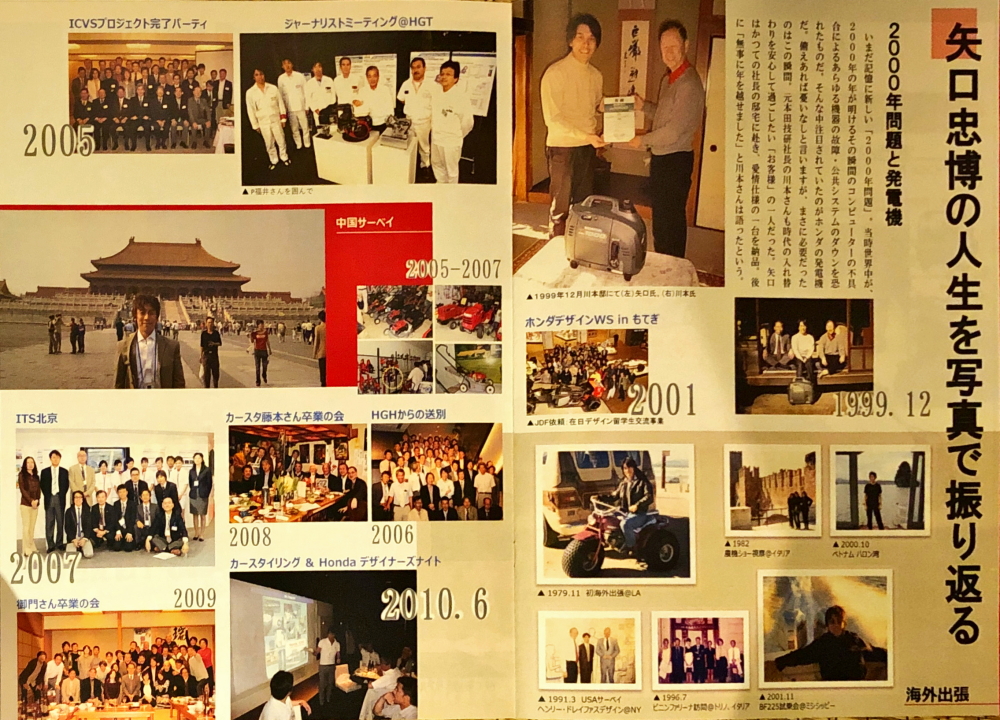 矢口忠博の人生を写真で振り返る
2000年問題と発電機
いまだ記憶に新しい「2000年問題」。当時世界中が、
2000年の年が明けるその瞬間のコンピューターの不具
合によるあらゆる機器の故障・公共システムのダウンを恐
れたものだ。そんな中注目されていたのがホンダの発電機
だ。備えあれば憂いなしと言いますが、まさに必要だった
のはこの瞬間。元本田技研社長の川本さんも時代の入れ替
わりを安心して過ごしたい「お客様」の一人だった。矢口
はかつての社長の邸宅に赴き、愛情仕様の一台を納品。後
に「無事に年を越せました」と川本さんは語ったという。
▲1999年12月川本邸にて(左)矢口氏、(右)川本氏
ホンダデザインWS in もてぎ
2001
▲JDF依頼 在日デザイン留学生交流事業
1999.12
▲1979.11 初海外出張@LA
▲1982
農機ショー視察@イタリア
▲2000.10
ベトナム ハロン湾
▲1991.3 USAサーベイ
ヘンリー・ドレイファスデザイン@NY
▲1996.7
ピニンファリーナ訪問@トリノ、イタリア
▲2001.11
BF225試乗会@ミシシッピー
海外出張
ICVSプロジェクト完了パーティ
2005
ジャーナリストミーティング@HGT
▲F福井さんを囲んで
中国サーベイ
2005-2007
ITS北京
2007
カースタ藤本さん卒業の会
2008
HGHからの送別
2006
御門さん卒業の会
2009
カースタイリング & Honda デザイナーズナイト
2010.6